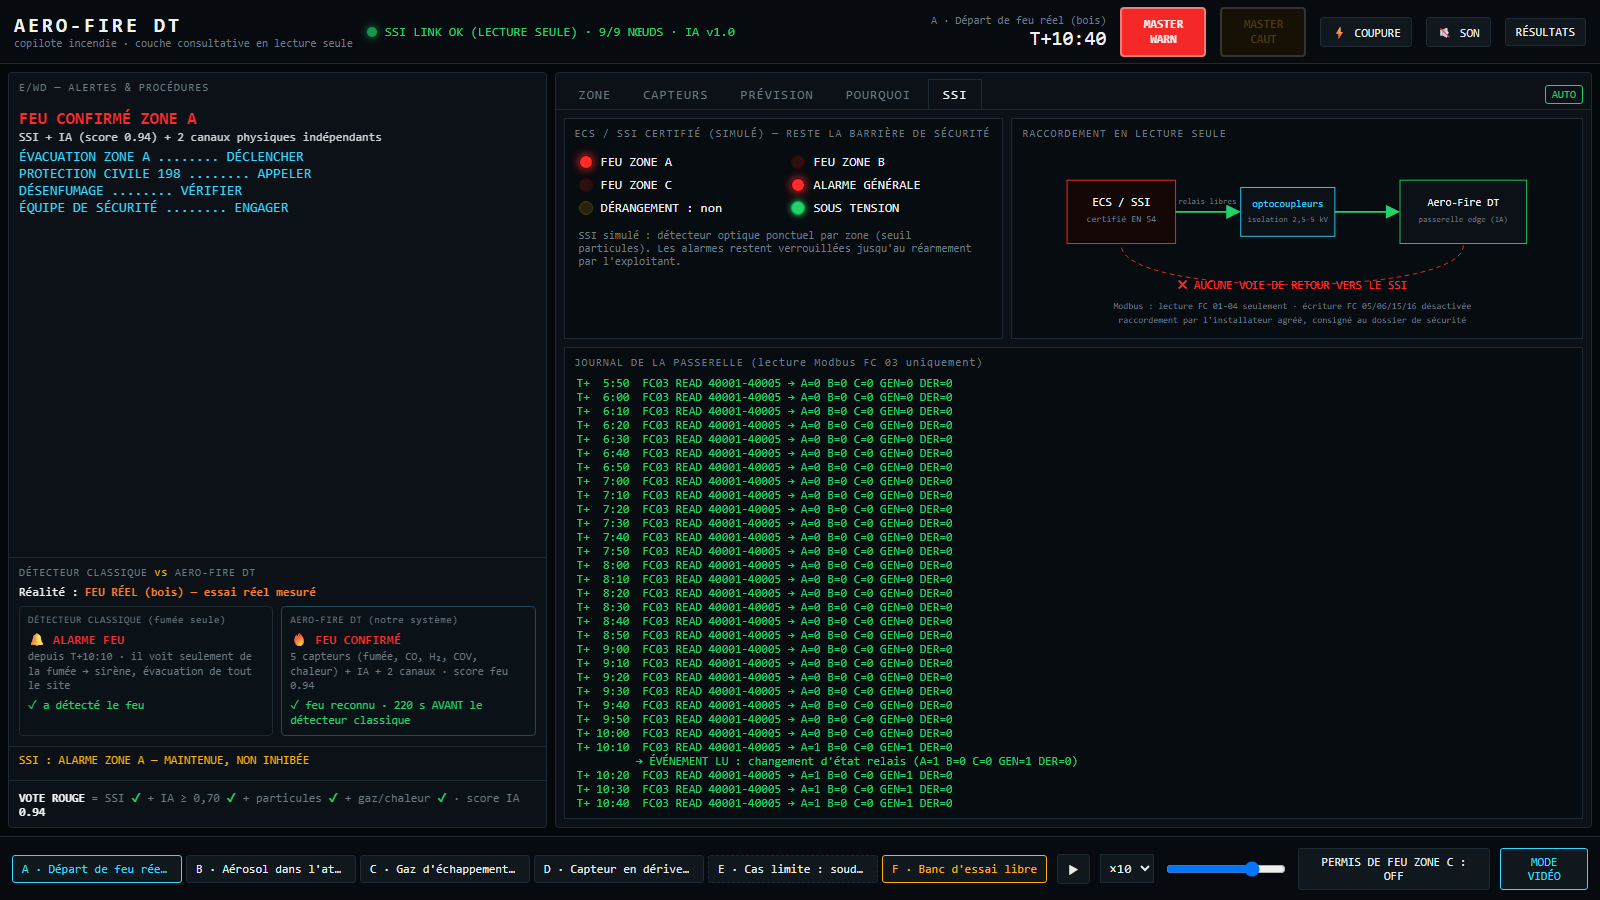 AERO-FIRE DT
copilote incendie · couche consultative en lecture seule
SSI LINK OK (LECTURE SEULE) · 9/9 NŒUDS · IA v1.0
A · Départ de feu réel (bois)
T+10:40
MASTER
WARN
MASTER
CAUT
COUPURE
SON
RÉSULTATS
E/WD — ALERTES & PROCÉDURES
FEU CONFIRMÉ ZONE A
SSI + IA (score 0.94) + 2 canaux physiques indépendants
ÉVACUATION ZONE A ........ DÉCLENCHER
PROTECTION CIVILE 198 ........ APPELER
DÉSENFUMAGE ........ VÉRIFIER
ÉQUIPE DE SÉCURITÉ ........ ENGAGER
DÉTECTEUR CLASSIQUE vs AERO-FIRE DT
Réalité : FEU RÉEL (bois) — essai réel mesuré
DÉTECTEUR CLASSIQUE (fumée seule)
ALARME FEU
depuis T+10:10 · il voit seulement de
la fumée → sirène, évacuation de tout
le site
✓ a détecté le feu
AERO-FIRE DT (notre système)
FEU CONFIRMÉ
5 capteurs (fumée, CO, H₂, COV,
chaleur) + IA + 2 canaux · score feu
0.94
✓ feu reconnu · 220 s AVANT le
détecteur classique
SSI : ALARME ZONE A — MAINTENUE, NON INHIBÉE
VOTE ROUGE = SSI ✓ + IA ≥ 0,70 ✓ + particules ✓ + gaz/chaleur ✓ · score IA
0.94
ZONE
CAPTEURS
PRÉVISION
POURQUOI
SSI
AUTO
ECS / SSI CERTIFIÉ (SIMULÉ) — RESTE LA BARRIÈRE DE SÉCURITÉ
FEU ZONE A
FEU ZONE B
FEU ZONE C
ALARME GÉNÉRALE
DÉRANGEMENT : non
SOUS TENSION
SSI simulé : détecteur optique ponctuel par zone (seuil
particules). Les alarmes restent verrouillées jusqu'au réarmement
par l'exploitant.
RACCORDEMENT EN LECTURE SEULE
ECS / SSI
certifié EN 54
relais libres
optocoupleurs
isolation 2,5-5 kV
Aero-Fire DT
passerelle edge (IA)
✕ AUCUNE VOIE DE RETOUR VERS LE SSI
Modbus : lecture FC 01-04 seulement · écriture FC 05/06/15/16 désactivée
raccordement par l'installateur agréé, consigné au dossier de sécurité
JOURNAL DE LA PASSERELLE (lecture Modbus FC 03 uniquement)
T+  5:50  FC03 READ 40001-40005 → A=0 B=0 C=0 GEN=0 DER=0
T+  6:00  FC03 READ 40001-40005 → A=0 B=0 C=0 GEN=0 DER=0
T+  6:10  FC03 READ 40001-40005 → A=0 B=0 C=0 GEN=0 DER=0
T+  6:20  FC03 READ 40001-40005 → A=0 B=0 C=0 GEN=0 DER=0
T+  6:30  FC03 READ 40001-40005 → A=0 B=0 C=0 GEN=0 DER=0
T+  6:40  FC03 READ 40001-40005 → A=0 B=0 C=0 GEN=0 DER=0
T+  6:50  FC03 READ 40001-40005 → A=0 B=0 C=0 GEN=0 DER=0
T+  7:00  FC03 READ 40001-40005 → A=0 B=0 C=0 GEN=0 DER=0
T+  7:10  FC03 READ 40001-40005 → A=0 B=0 C=0 GEN=0 DER=0
T+  7:20  FC03 READ 40001-40005 → A=0 B=0 C=0 GEN=0 DER=0
T+  7:30  FC03 READ 40001-40005 → A=0 B=0 C=0 GEN=0 DER=0
T+  7:40  FC03 READ 40001-40005 → A=0 B=0 C=0 GEN=0 DER=0
T+  7:50  FC03 READ 40001-40005 → A=0 B=0 C=0 GEN=0 DER=0
T+  8:00  FC03 READ 40001-40005 → A=0 B=0 C=0 GEN=0 DER=0
T+  8:10  FC03 READ 40001-40005 → A=0 B=0 C=0 GEN=0 DER=0
T+  8:20  FC03 READ 40001-40005 → A=0 B=0 C=0 GEN=0 DER=0
T+  8:30  FC03 READ 40001-40005 → A=0 B=0 C=0 GEN=0 DER=0
T+  8:40  FC03 READ 40001-40005 → A=0 B=0 C=0 GEN=0 DER=0
T+  8:50  FC03 READ 40001-40005 → A=0 B=0 C=0 GEN=0 DER=0
T+  9:00  FC03 READ 40001-40005 → A=0 B=0 C=0 GEN=0 DER=0
T+  9:10  FC03 READ 40001-40005 → A=0 B=0 C=0 GEN=0 DER=0
T+  9:20  FC03 READ 40001-40005 → A=0 B=0 C=0 GEN=0 DER=0
T+  9:30  FC03 READ 40001-40005 → A=0 B=0 C=0 GEN=0 DER=0
T+  9:40  FC03 READ 40001-40005 → A=0 B=0 C=0 GEN=0 DER=0
T+  9:50  FC03 READ 40001-40005 → A=0 B=0 C=0 GEN=0 DER=0
T+ 10:00  FC03 READ 40001-40005 → A=0 B=0 C=0 GEN=0 DER=0
T+ 10:10  FC03 READ 40001-40005 → A=1 B=0 C=0 GEN=1 DER=0
→ ÉVÉNEMENT LU : changement d'état relais (A=1 B=0 C=0 GEN=1 DER=0)
T+ 10:20  FC03 READ 40001-40005 → A=1 B=0 C=0 GEN=1 DER=0
T+ 10:30  FC03 READ 40001-40005 → A=1 B=0 C=0 GEN=1 DER=0
T+ 10:40  FC03 READ 40001-40005 → A=1 B=0 C=0 GEN=1 DER=0
A · Départ de feu rée…
B · Aérosol dans l'at…
C · Gaz d'échappement…
D · Capteur en dérive…
E · Cas limite : soud…
F · Banc d'essai libre
x10
PERMIS DE FEU ZONE C :
OFF
MODE
VIDÉO